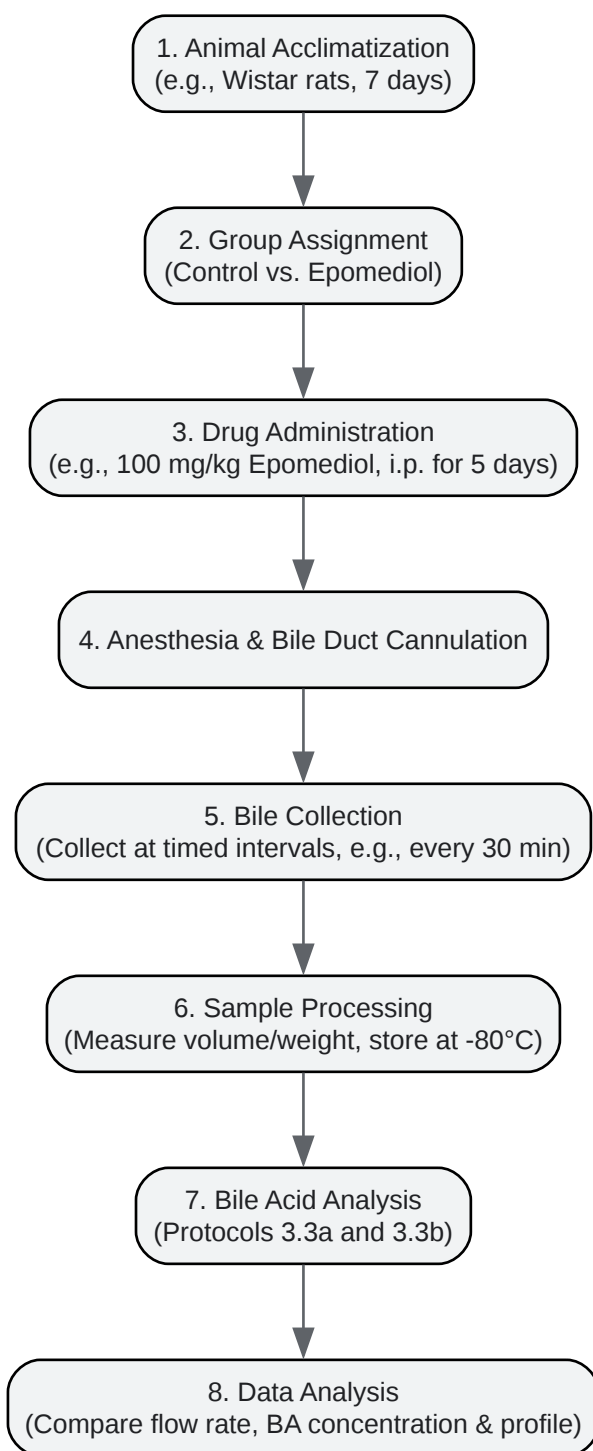 1. Animal Acclimatization
(e.g., Wistar rats, 7 days)
2. Group Assignment
(Control vs. Epomediol)
3. Drug Administration
(e.g., 100 mg/kg Epomediol, i.p. for 5 days)
4. Anesthesia & Bile Duct Cannulation
5. Bile Collection
(Collect at timed intervals, e.g., every 30 min)
6. Sample Processing
(Measure volume/weight, store at -80°C)
7. Bile Acid Analysis
(Protocols 3.3a and 3.3b)
8. Data Analysis
(Compare flow rate, BA concentration & profile)